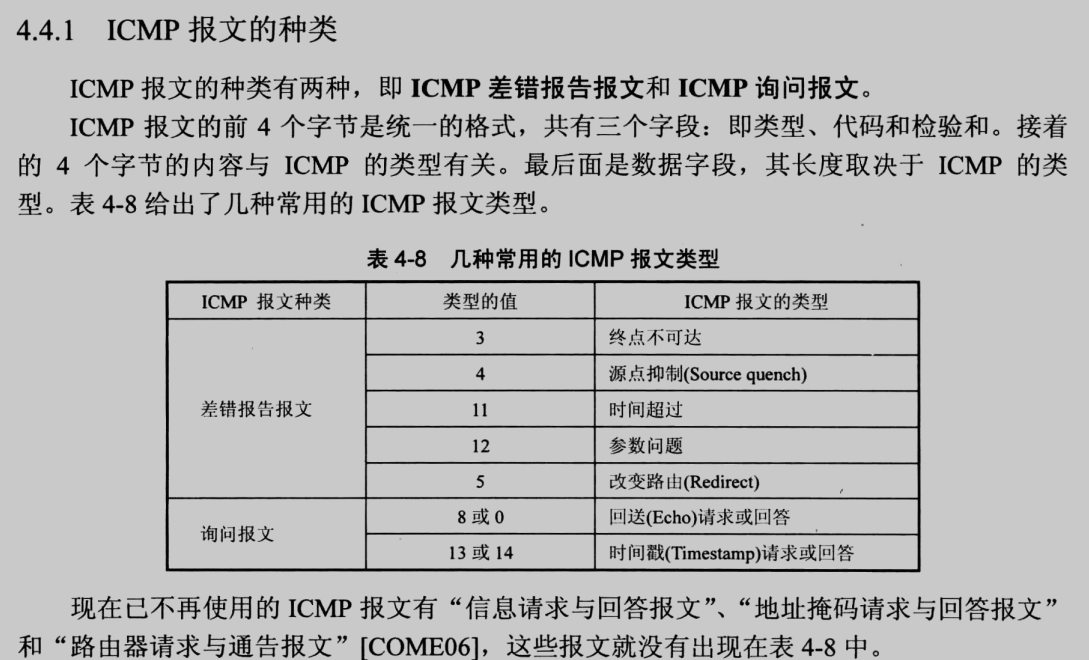 4.4.1 ICMP 报文的种类
ICMP 报文的种类有两种，即 ICMP 差错报告报文和 ICMP 询问报文。
ICMP 报文的前 4 个字节是统一的格式，共有三个字段：即类型、代码和检验和。接着
的 4 个字节的内容与 ICMP 的类型有关。最后面是数据字段，其长度取决于 ICMP 的类
型。表 4-8 给出了几种常用的 ICMP 报文类型。
表 4-8 几种常用的 ICMP 报文类型
ICMP 报文种类 类型的值 ICMP 报文的类型
差错报告报文
3 终点不可达
4 源点抑制(Source quench)
11 时间超过
12 参数问题
5 改变路由(Redirect)
询问报文
8 或 0 回送(Echo)请求或回答
13 或 14 时间戳(Timestamp)请求或回答
现在已不再使用的 ICMP 报文有“信息请求与回答报文”、“地址掩码请求与回答报文”
和“路由器请求与通告报文”[COME06]，这些报文就没有出现在表 4-8 中。